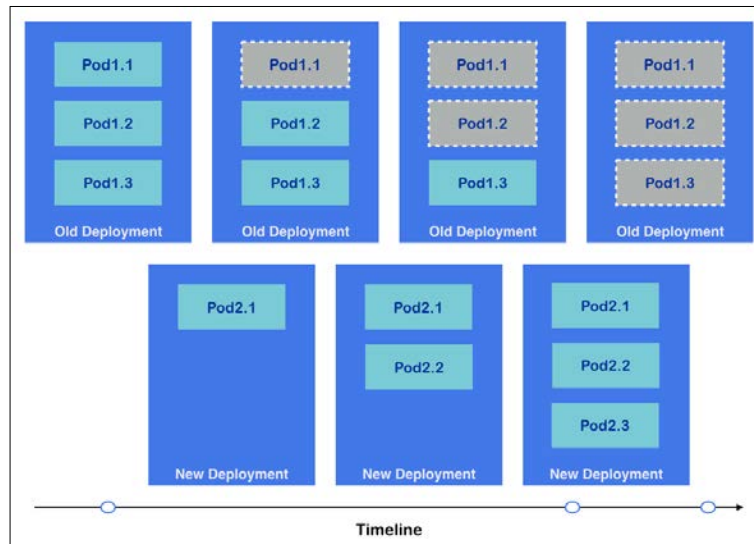 Pod1.1
Pod1.2
Pod1.3
Old Deployment
Pod1.1
Pod1.2
Pod1.3
Old Deployment
Pod1.1
Pod1.2
Pod1.3
Old Deployment
Pod1.1
Pod1.2
Pod1.3
Old Deployment
Pod2.1
New Deployment
Pod2.1
Pod2.2
New Deployment
Pod2.1
Pod2.2
Pod2.3
New Deployment
Timeline